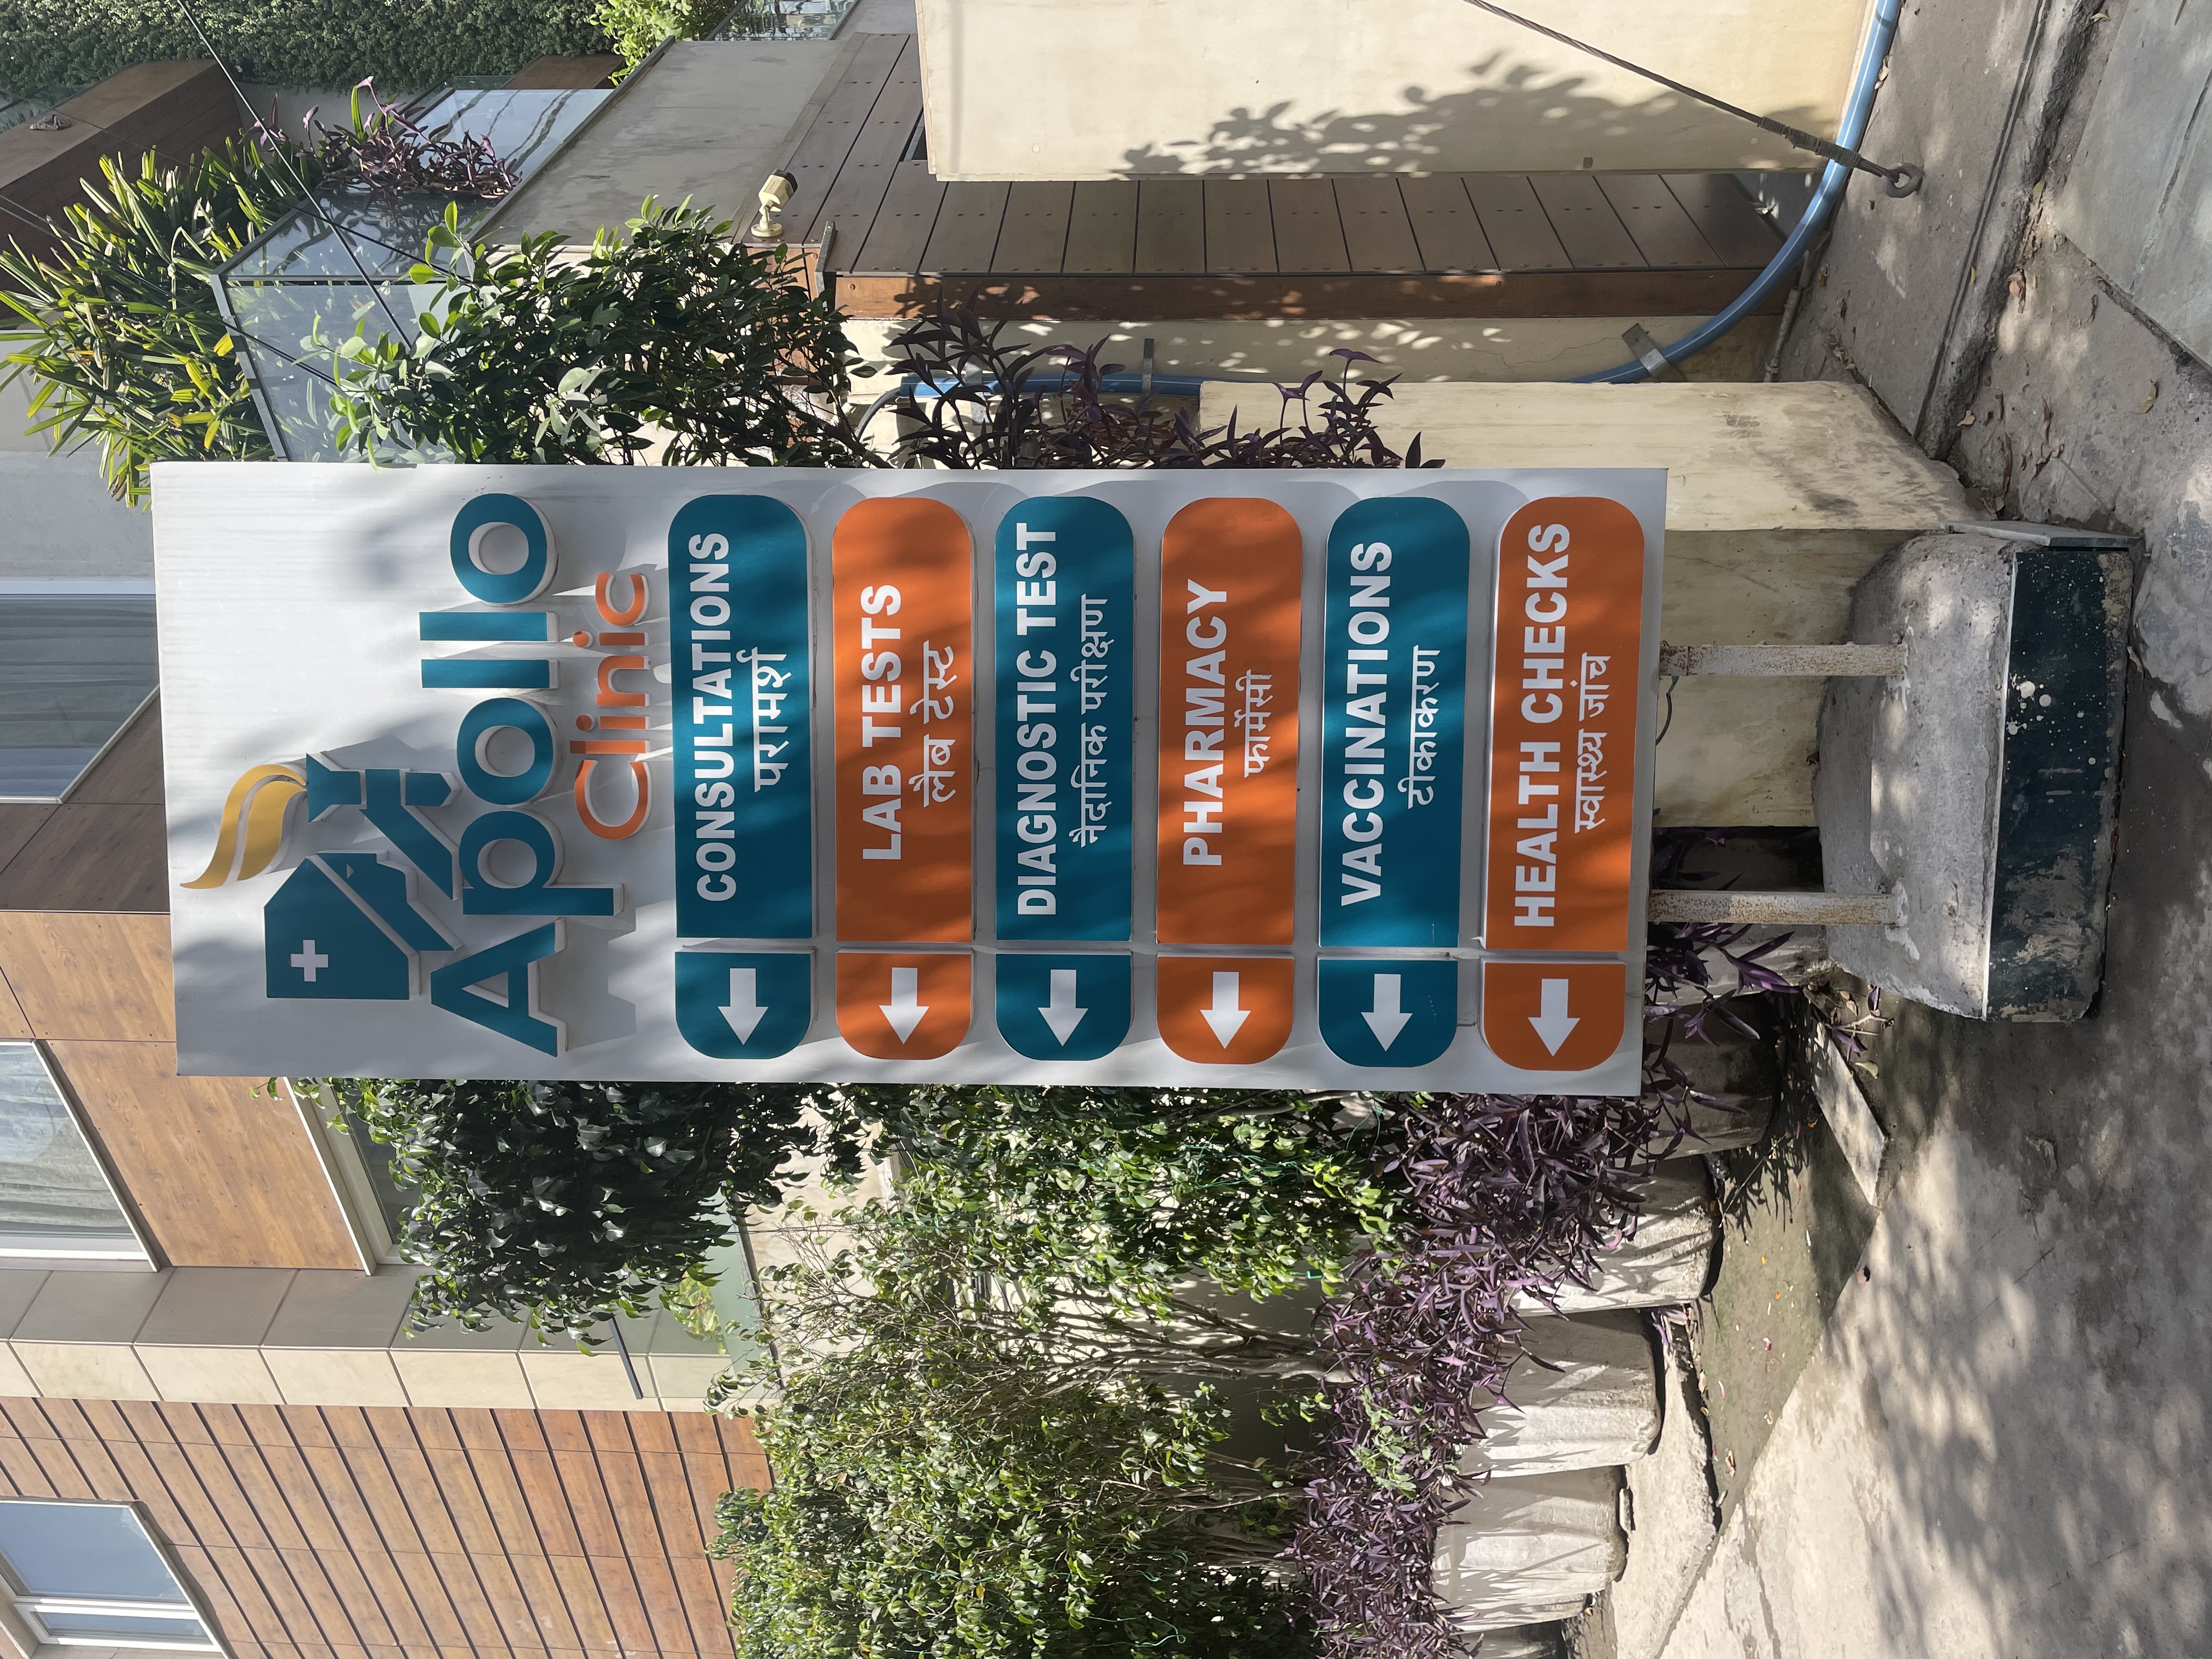 Apollo
Clinic
CONSULTATIONS
परामर्श
LAB TESTS
लैब टेस्ट
DIAGNOSTIC TEST
नैदानिक परीक्षण
PHARMACY
फार्मेसी
VACCINATIONS
टीकाकरण
HEALTH CHECKS
स्वास्थ्य जांच